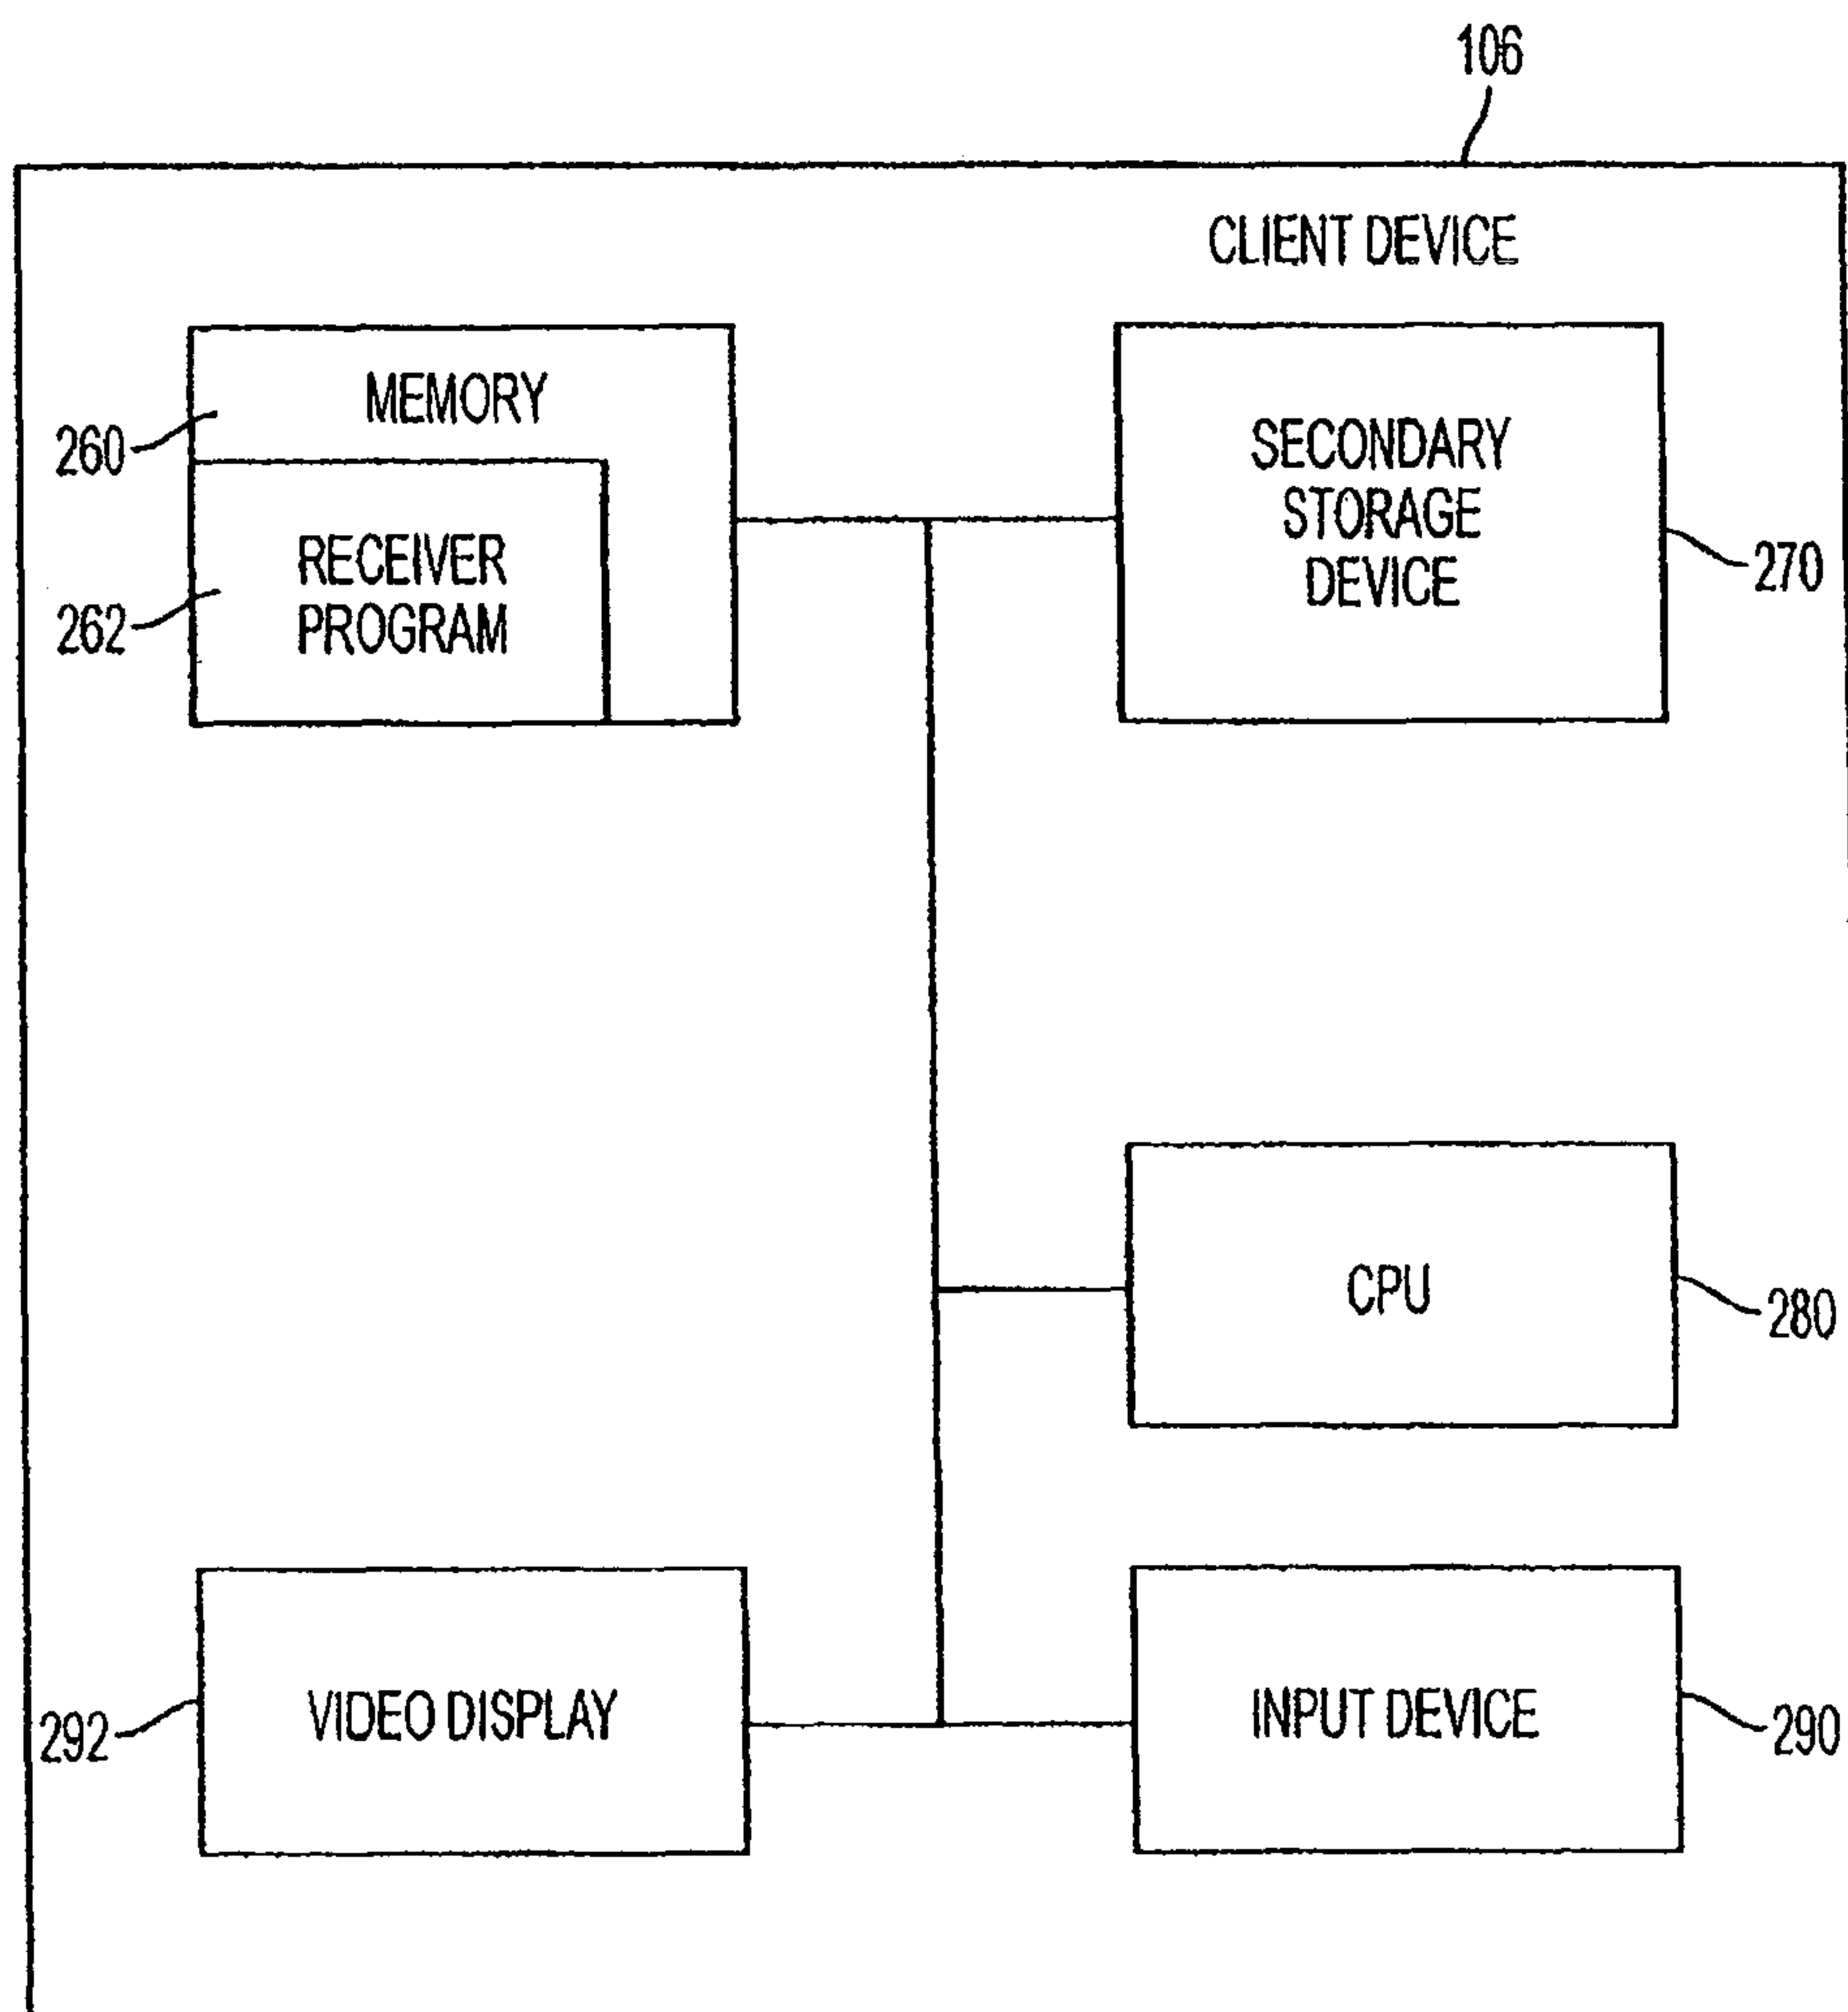 106
CLIENT DEVICE
MEMORY
260
RECEIVER
PROGRAM
262
SECONDARY
STORAGE
DEVICE
270
CPU
280
VIDEO DISPLAY
292
INPUT DEVICE
290